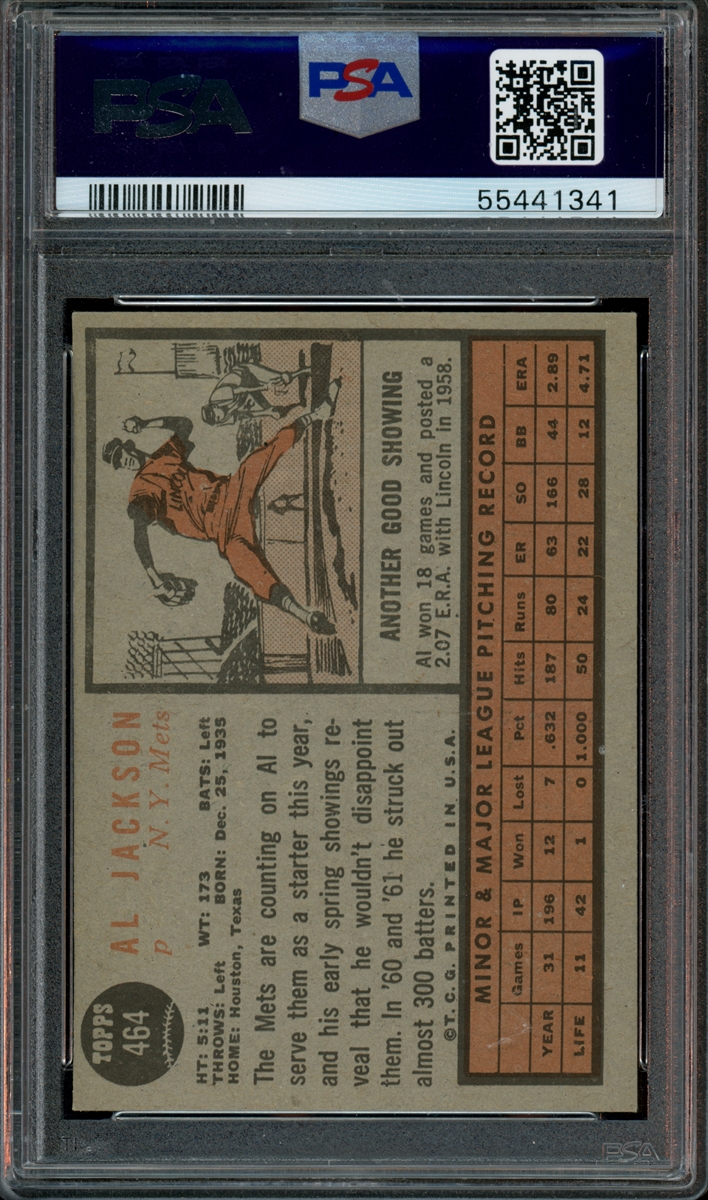 PSA
PSA
55441341
TOPPS
464
AL JACKSON
P N. Y. Mets
HT: 5:11 WT: 173 BATS: Left
THROWS: Left BORN: Dec. 25, 1935
HOME: Houston, Texas
The Mets are counting on Al to
serve them as a starter this year,
and his early spring showings re-
veal that he wouldn't disappoint
them. In '60 and '61 he struck out
almost 300 batters.
©T. C. G. PRINTED IN U.S.A.
LINCO
ANOTHER GOOD SHOWING
Al won 18 games and posted a
2.07 E.R.A. with Lincoln in 1958.
MINOR & MAJOR LEAGUE PITCHING RECORD
Games IP Won Lost Pct Hits Runs ER SO BB ERA
YEAR 31 196 12 7 .632 187 80 63 166 44 2.89
LIFE 11 42 1 0 1.000 50 24 22 28 12 4.71
PSA